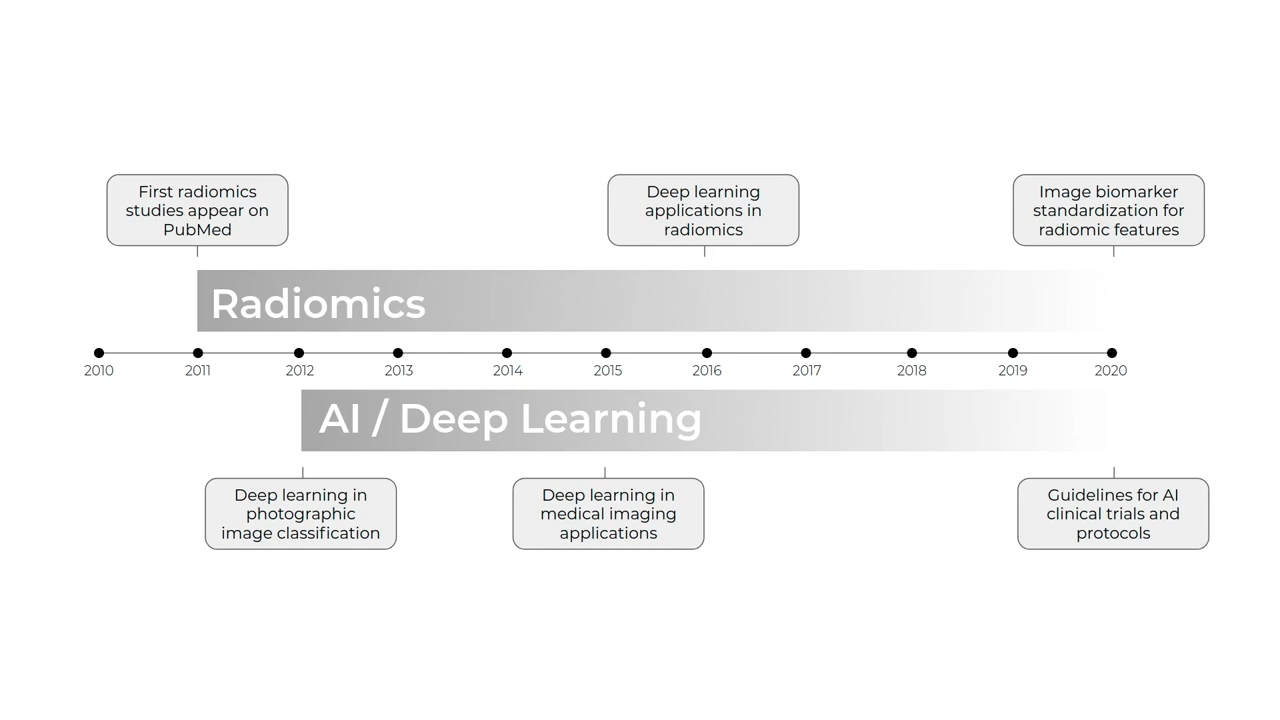 First radiomics
studies appear on
PubMed
Deep learning
applications in
radiomics
Image biomarker
standardization for
radiomic features
Radiomics
2010 2011 2012 2013 2014 2015 2016 2017 2018 2019 2020
AI / Deep Learning
Deep learning in
photographic
image classification
Deep learning in
medical imaging
applications
Guidelines for AI
clinical trials and
protocols